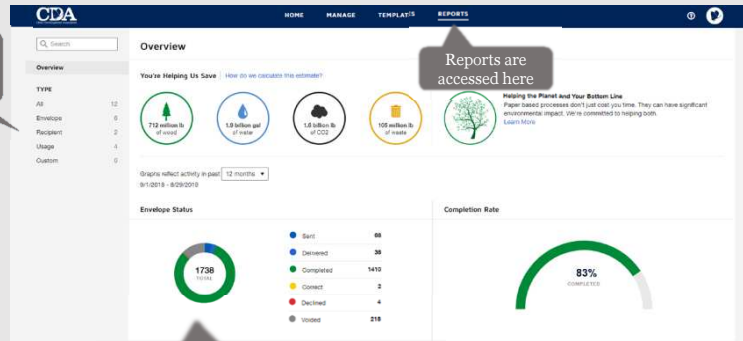 CDA
HOME MANAGE TEMPLATES REPORTS
Search
Overview
TYPE
All 12
Envelope 6
Recipient 2
Usage 4
Custom 0
Overview
Reports are
accessed here
You're Helping Us Save | How do we calculate this estimate?
712 million lb
of wood
1.0 billion gal
of water
1.6 billion lb
of CO2
105 million lb
of waste
Helping the Planet And Your Bottom Line
Paper based processes don't just cost you time. They can have significant
environmental impact. We're committed to helping both.
Learn More
Graphs reflect activity in past 12 months
9/1/2018 - 8/29/2019
Envelope Status
1738
TOTAL
Sent 68
Delivered 36
Completed 1410
Correct 2
Declined 4
Voided 218
Completion Rate
83%
COMPLETED